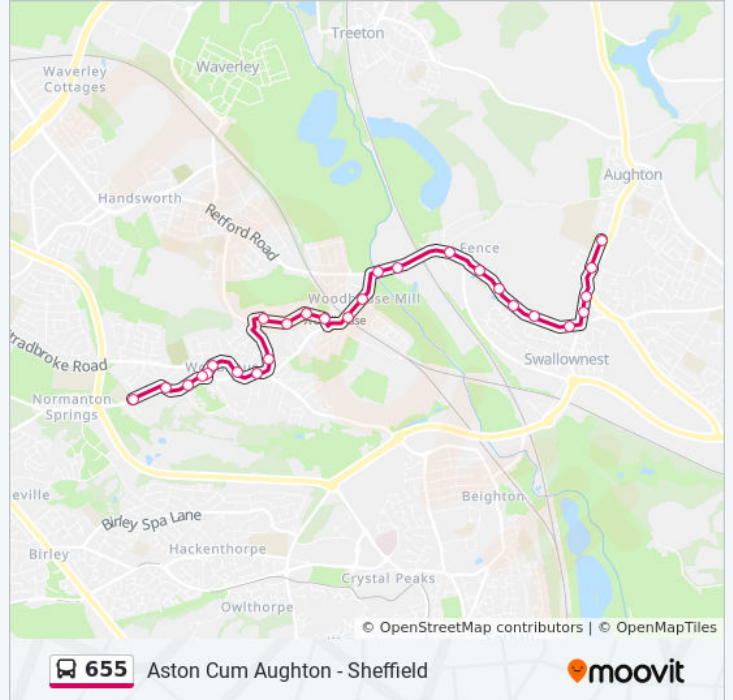 Treeton
Waverley
Waverley
Cottages
Aughton
Handsworth
Retford Road
Fence
Woodhouse Mill
Swallownest
Normanton
Springs
Beighton
eville
Birley Spa Lane
Birley
Hackenthorpe
Crystal Peaks
Owlthorpe
© OpenStreetMap contributors | © OpenMapTiles
655 Aston Cum Aughton - Sheffield
moovit